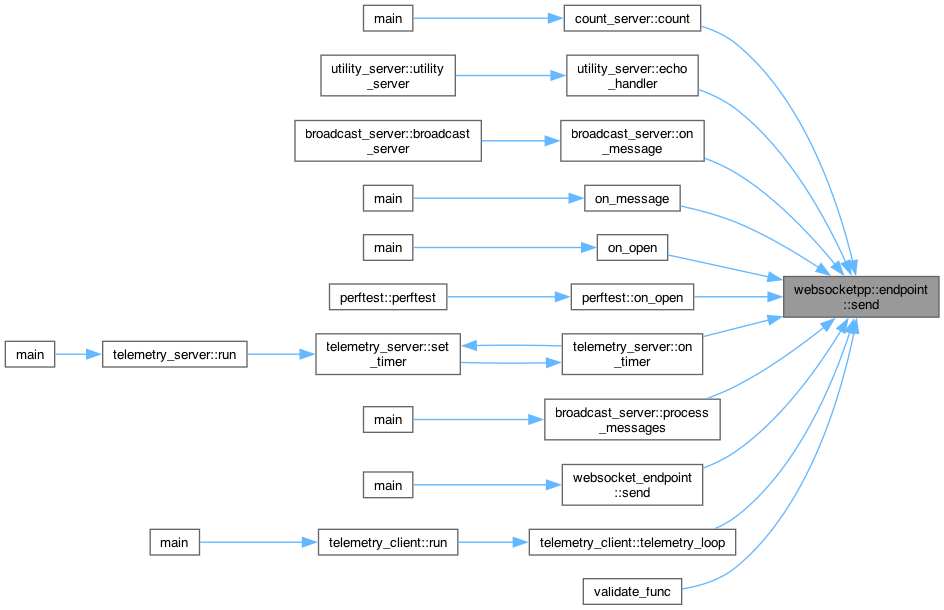 main
count_server::count
utility_server::utility
_server
utility_server::echo
_handler
broadcast_server::broadcast
_server
broadcast_server::on
_message
main
on_message
main
on_open
websocketpp::endpoint
::send
perftest::perftest
perftest::on_open
main
telemetry_server::run
telemetry_server::set
_timer
telemetry_server::on
_timer
main
broadcast_server::process
_messages
main
websocket_endpoint
::send
main
telemetry_client::run
telemetry_client::telemetry_loop
validate_func